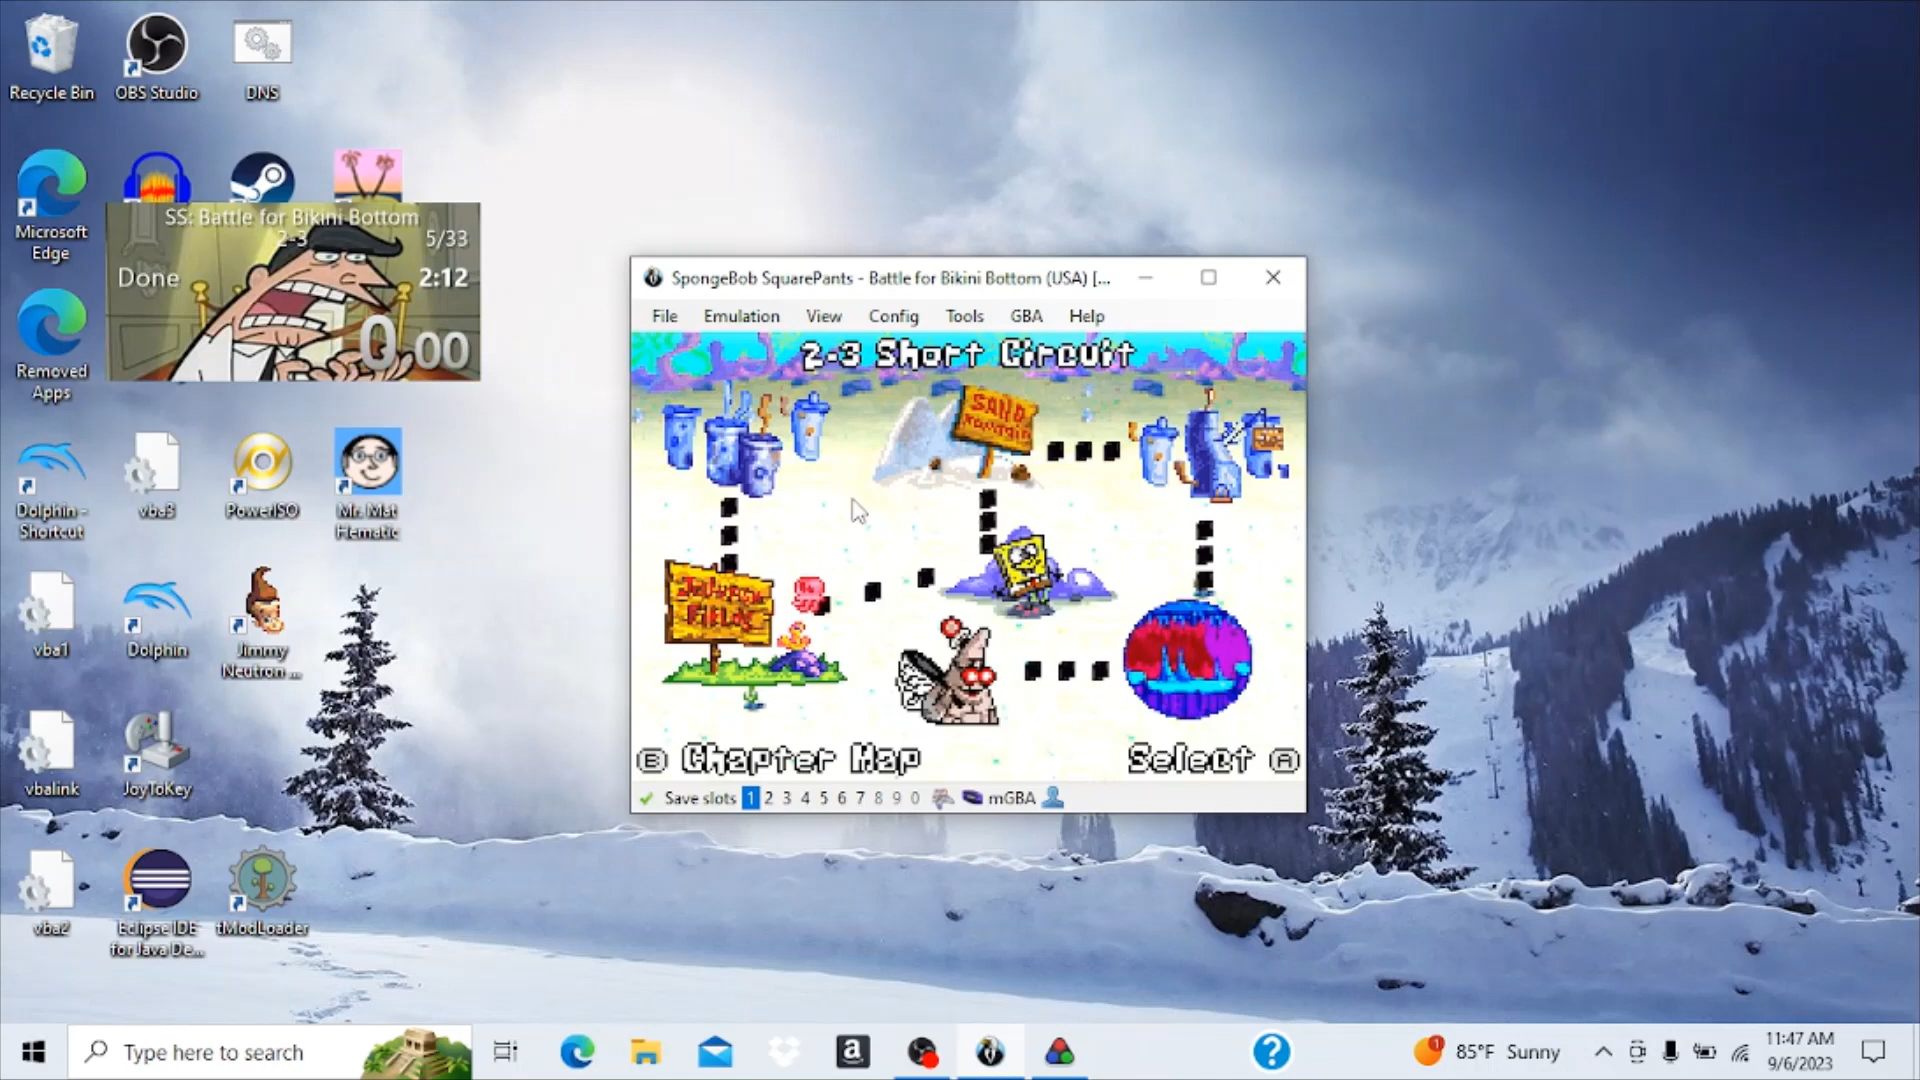 Recycle Bin
OBS Studio
DNS
Microsoft
Edge
SS: Battle for Bikini Bottom
2-3
5/33
Done
2:12
0.00
Removed
Apps
Dolphin -
Shortcut
vba3
PowerISO
Mr. Mat
Hematic
vba1
Dolphin
Jimmy
Neutron ...
vbalink
JoyToKey
vba2
Eclipse IDE
for Java De...
tModLoader
SpongeBob SquarePants - Battle for Bikini Bottom (USA) [...
File Emulation View Config Tools GBA Help
2-3 Short Circuit
SAND
Mountain
Jellyfish
Fields
B Chapter Map
Select A
Save slots 1 2 3 4 5 6 7 8 9 0 mGBA
Type here to search
a
?
1
85°F Sunny
11:47 AM
9/6/2023